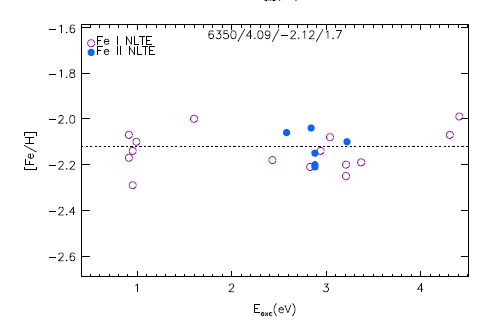 6350/4.09/−2.12/1.7
Fe I NLTE
Fe II NLTE
−1.6
−1.8
−2.0
−2.2
−2.4
−2.6
[Fe/H]
1 2 3 4
E_exc(eV)